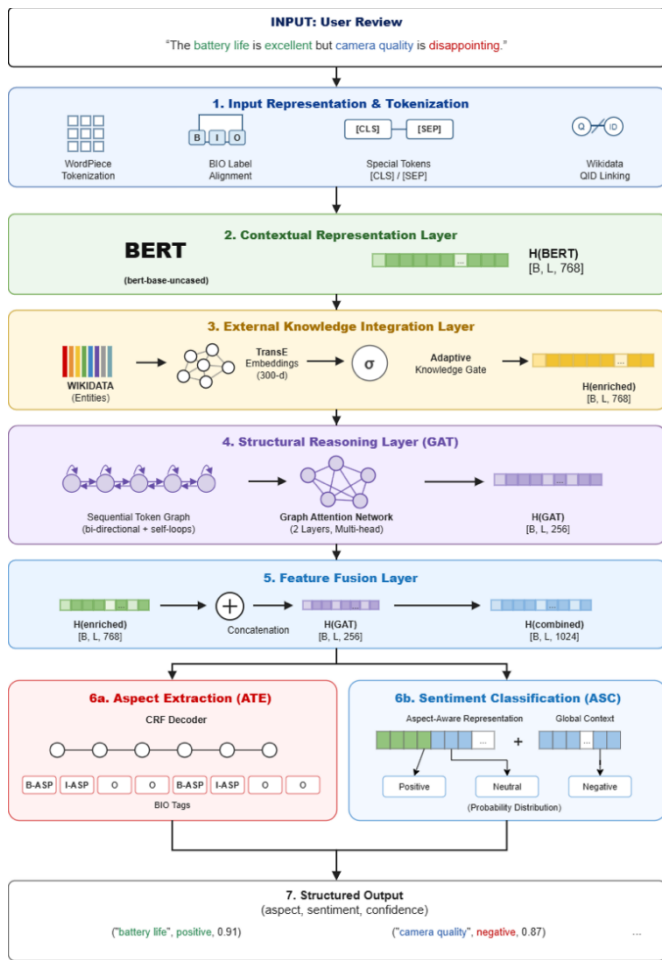 INPUT: User Review
"The battery life is excellent but camera quality is disappointing."
1. Input Representation & Tokenization
B I O
[CLS] [SEP]
Q ID
WordPiece
Tokenization
BIO Label
Alignment
Special Tokens
[CLS] / [SEP]
Wikidata
QID Linking
2. Contextual Representation Layer
BERT
(bert-base-uncased)
...
H(BERT)
[B, L, 768]
3. External Knowledge Integration Layer
WIKIDATA
(Entities)
TransE
Embeddings
(300-d)
σ
Adaptive
Knowledge Gate
...
H(enriched)
[B, L, 768]
4. Structural Reasoning Layer (GAT)
Sequential Token Graph
(bi-directional + self-loops)
Graph Attention Network
(2 Layers, Multi-head)
...
H(GAT)
[B, L, 256]
5. Feature Fusion Layer
...
H(enriched)
[B, L, 768]
+
Concatenation
...
H(GAT)
[B, L, 256]
...
H(combined)
[B, L, 1024]
6a. Aspect Extraction (ATE)
CRF Decoder
B-ASP I-ASP O O B-ASP I-ASP O O
BIO Tags
6b. Sentiment Classification (ASC)
Aspect-Aware Representation
Global Context
... + ...
Positive Neutral Negative
(Probability Distribution)
7. Structured Output
(aspect, sentiment, confidence)
("battery life", positive, 0.91) ("camera quality", negative, 0.87) ...